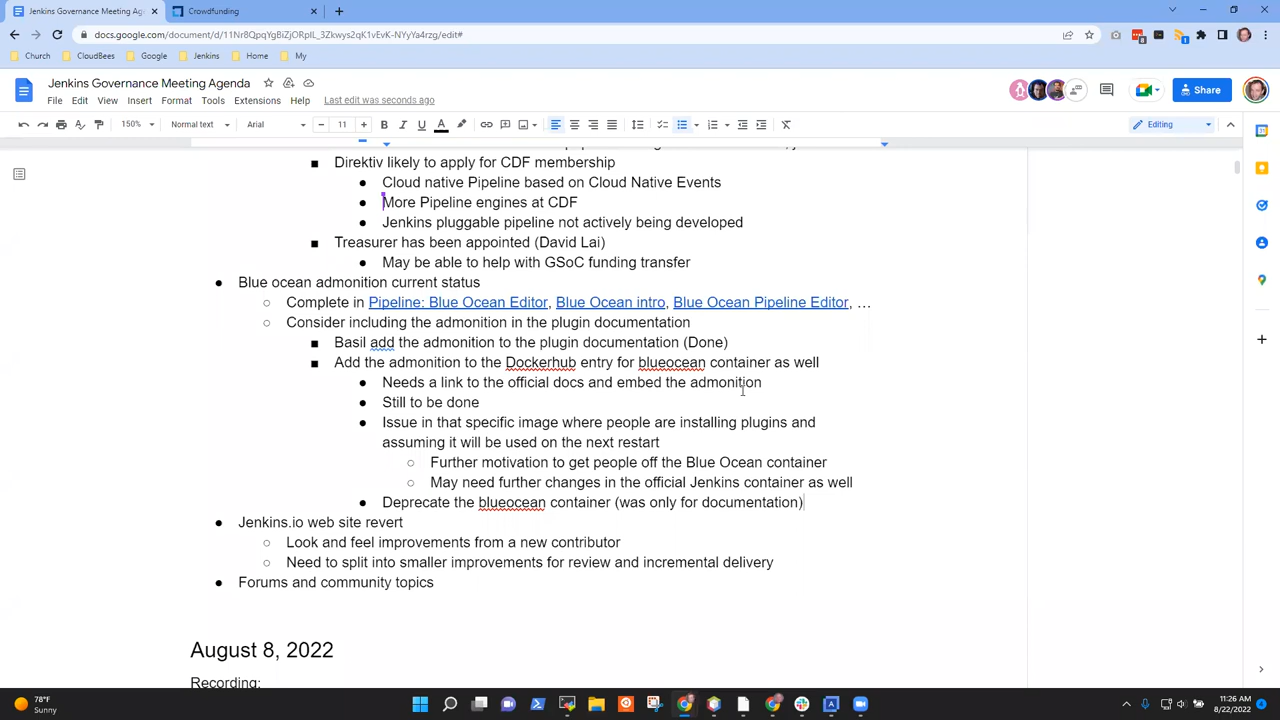 Jenkins Governance Meeting Agenda
Crowdfunding
docs.google.com/document/d/11Nr8QpqYgBiZjORpIL_3Zkwys2qK1vEvK-NYyYa4rzg/edit#
Church
CloudBees
Google
Jenkins
Home
My
Jenkins Governance Meeting Agenda
File Edit View Insert Format Tools Extensions Help Last edit was seconds ago
Share
150% Normal text Arial 11 Editing
■ Direktiv likely to apply for CDF membership
● Cloud native Pipeline based on Cloud Native Events
● More Pipeline engines at CDF
● Jenkins pluggable pipeline not actively being developed
■ Treasurer has been appointed (David Lai)
● May be able to help with GSoC funding transfer
● Blue ocean admonition current status
○ Complete in Pipeline: Blue Ocean Editor, Blue Ocean intro, Blue Ocean Pipeline Editor, …
○ Consider including the admonition in the plugin documentation
■ Basil add the admonition to the plugin documentation (Done)
■ Add the admonition to the Dockerhub entry for blueocean container as well
● Needs a link to the official docs and embed the admonition
● Still to be done
● Issue in that specific image where people are installing plugins and
assuming it will be used on the next restart
○ Further motivation to get people off the Blue Ocean container
○ May need further changes in the official Jenkins container as well
● Deprecate the blueocean container (was only for documentation)
● Jenkins.io web site revert
○ Look and feel improvements from a new contributor
○ Need to split into smaller improvements for review and incremental delivery
● Forums and community topics
August 8, 2022
Recording:
78°F
Sunny
11:26 AM
8/22/2022